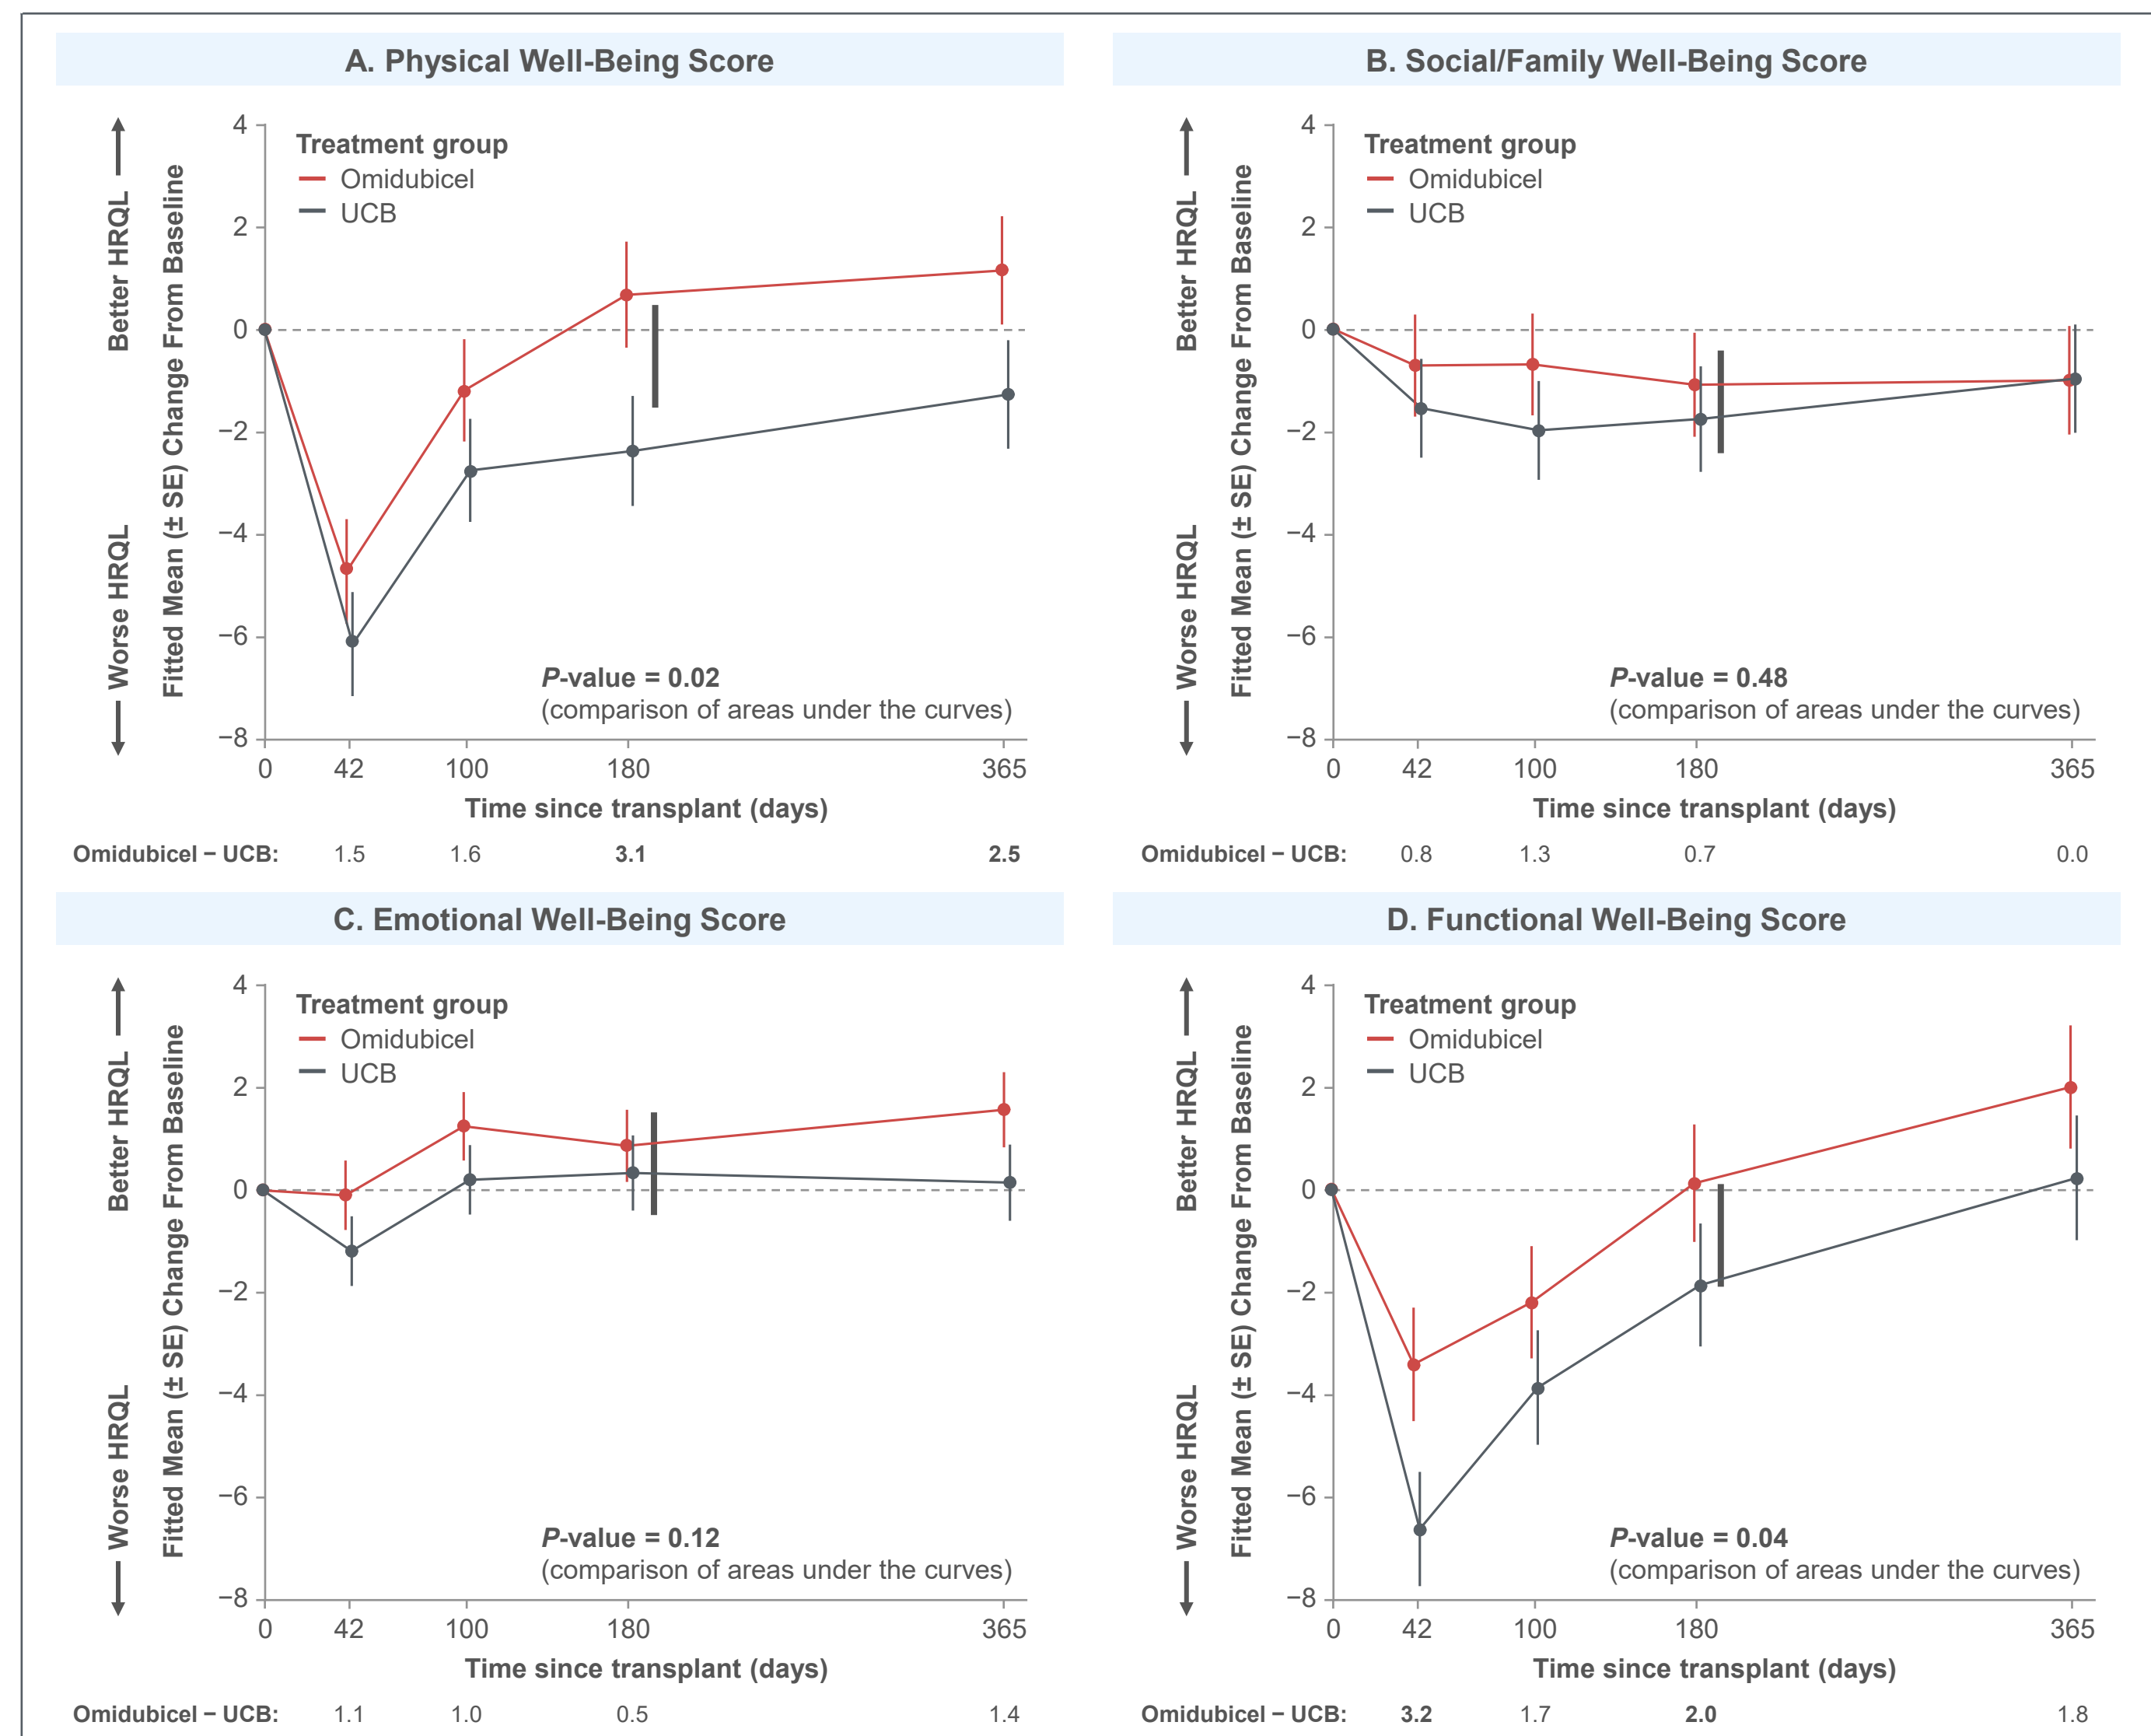 A. Physical Well-Being Score
Better HRQL
Worse HRQL
Fitted Mean (± SE) Change From Baseline
4
2
0
−2
−4
−6
−8
Treatment group
Omidubicel
UCB
P-value = 0.02
(comparison of areas under the curves)
0 42 100 180 365
Time since transplant (days)
Omidubicel − UCB: 1.5 1.6 3.1 2.5
B. Social/Family Well-Being Score
Better HRQL
Worse HRQL
Fitted Mean (± SE) Change From Baseline
4
2
0
−2
−4
−6
−8
Treatment group
Omidubicel
UCB
P-value = 0.48
(comparison of areas under the curves)
0 42 100 180 365
Time since transplant (days)
Omidubicel − UCB: 0.8 1.3 0.7 0.0
C. Emotional Well-Being Score
Better HRQL
Worse HRQL
Fitted Mean (± SE) Change From Baseline
4
2
0
−2
−4
−6
−8
Treatment group
Omidubicel
UCB
P-value = 0.12
(comparison of areas under the curves)
0 42 100 180 365
Time since transplant (days)
Omidubicel − UCB: 1.1 1.0 0.5 1.4
D. Functional Well-Being Score
Better HRQL
Worse HRQL
Fitted Mean (± SE) Change From Baseline
4
2
0
−2
−4
−6
−8
Treatment group
Omidubicel
UCB
P-value = 0.04
(comparison of areas under the curves)
0 42 100 180 365
Time since transplant (days)
Omidubicel − UCB: 3.2 1.7 2.0 1.8